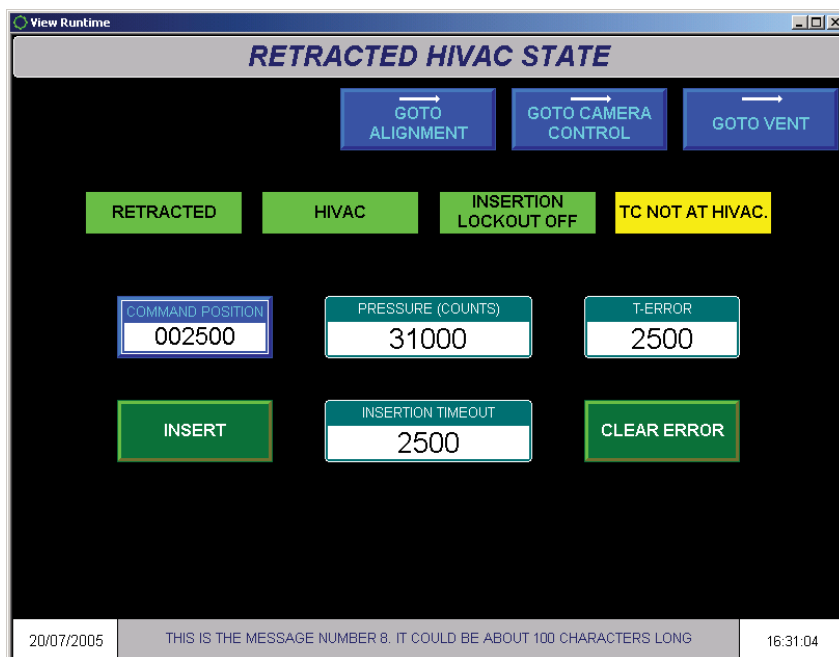 View Runtime
RETRACTED HIVAC STATE
GOTO
ALIGNMENT
GOTO CAMERA
CONTROL
GOTO VENT
RETRACTED
HIVAC
INSERTION
LOCKOUT OFF
TC NOT AT HIVAC.
COMMAND POSITION
002500
PRESSURE (COUNTS)
31000
T-ERROR
2500
INSERT
INSERTION TIMEOUT
2500
CLEAR ERROR
20/07/2005
THIS IS THE MESSAGE NUMBER 8. IT COULD BE ABOUT 100 CHARACTERS LONG
16:31:04